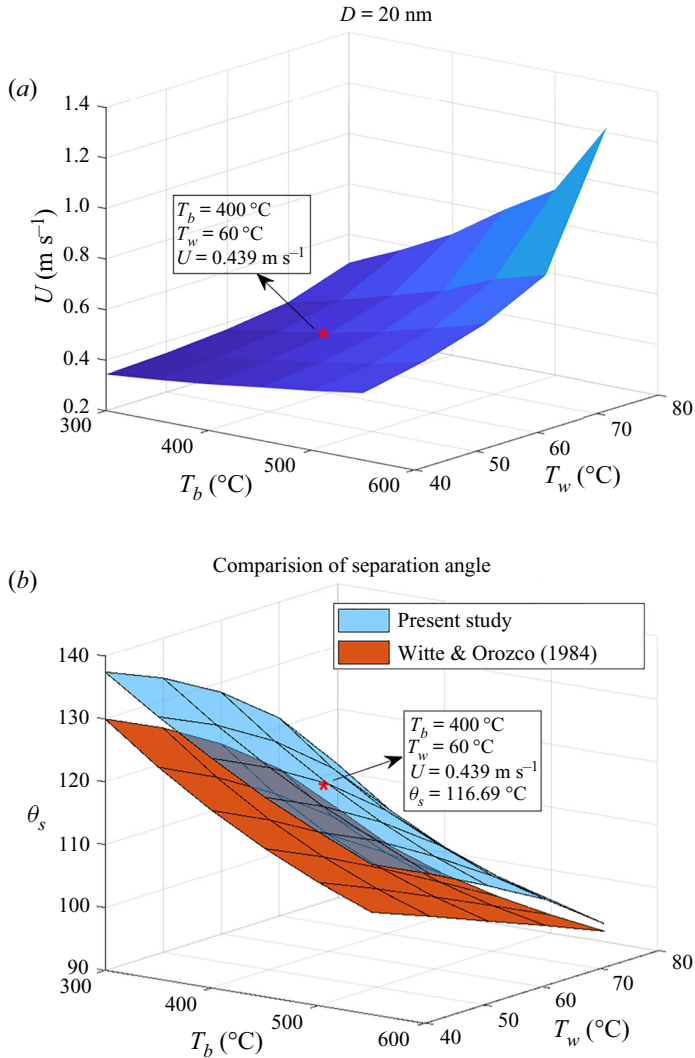 D = 20 nm
(a)
1.4
1.2
1.0
0.8
0.6
0.4
0.2
U (m s⁻¹)
T_b = 400 °C
T_w = 60 °C
U = 0.439 m s⁻¹
300
400
500
600
T_b (°C)
40
50
60
70
80
T_w (°C)
(b)
Comparision of separation angle
Present study
Witte & Orozco (1984)
140
130
120
110
100
90
θ_s
T_b = 400 °C
T_w = 60 °C
U = 0.439 m s⁻¹
θ_s = 116.69 °C
300
400
500
600
T_b (°C)
40
50
60
70
80
T_w (°C)